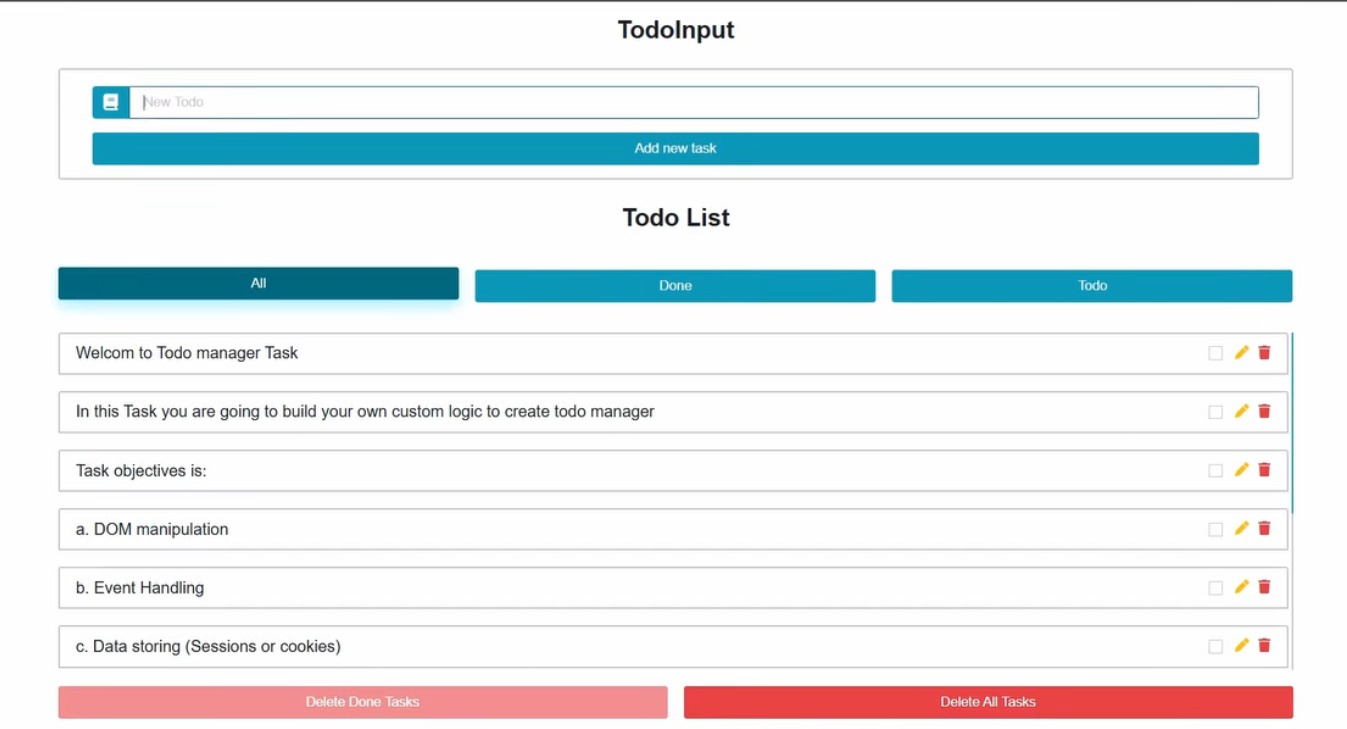 TodoInput
New Todo
Add new task
Todo List
All
Done
Todo
Welcom to Todo manager Task
In this Task you are going to build your own custom logic to create todo manager
Task objectives is:
a. DOM manipulation
b. Event Handling
c. Data storing (Sessions or cookies)
Delete Done Tasks
Delete All Tasks